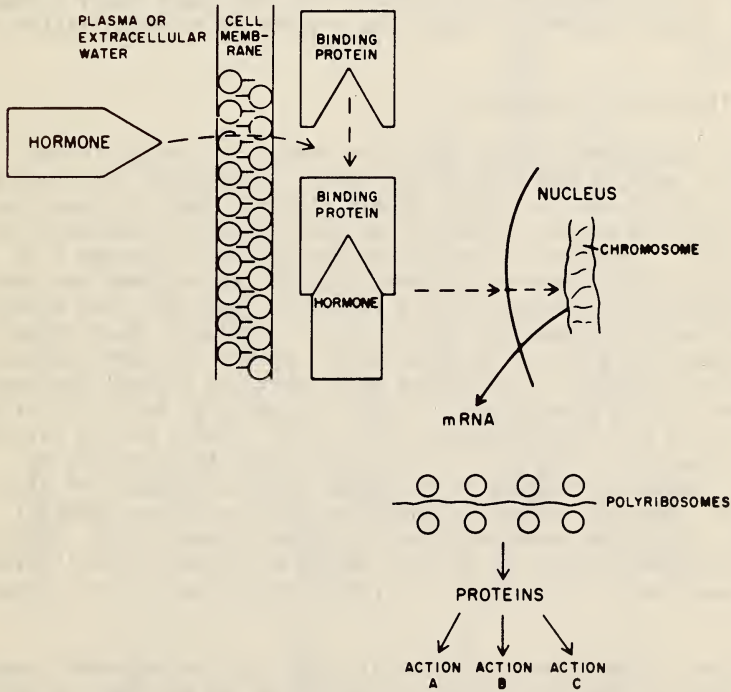 PLASMA OR
EXTRACELLULAR
WATER
CELL
MEMB-
RANE
BINDING
PROTEIN
HORMONE
BINDING
PROTEIN
HORMONE
NUCLEUS
CHROMOSOME
mRNA
POLYRIBOSOMES
PROTEINS
ACTION
A
ACTION
B
ACTION
C